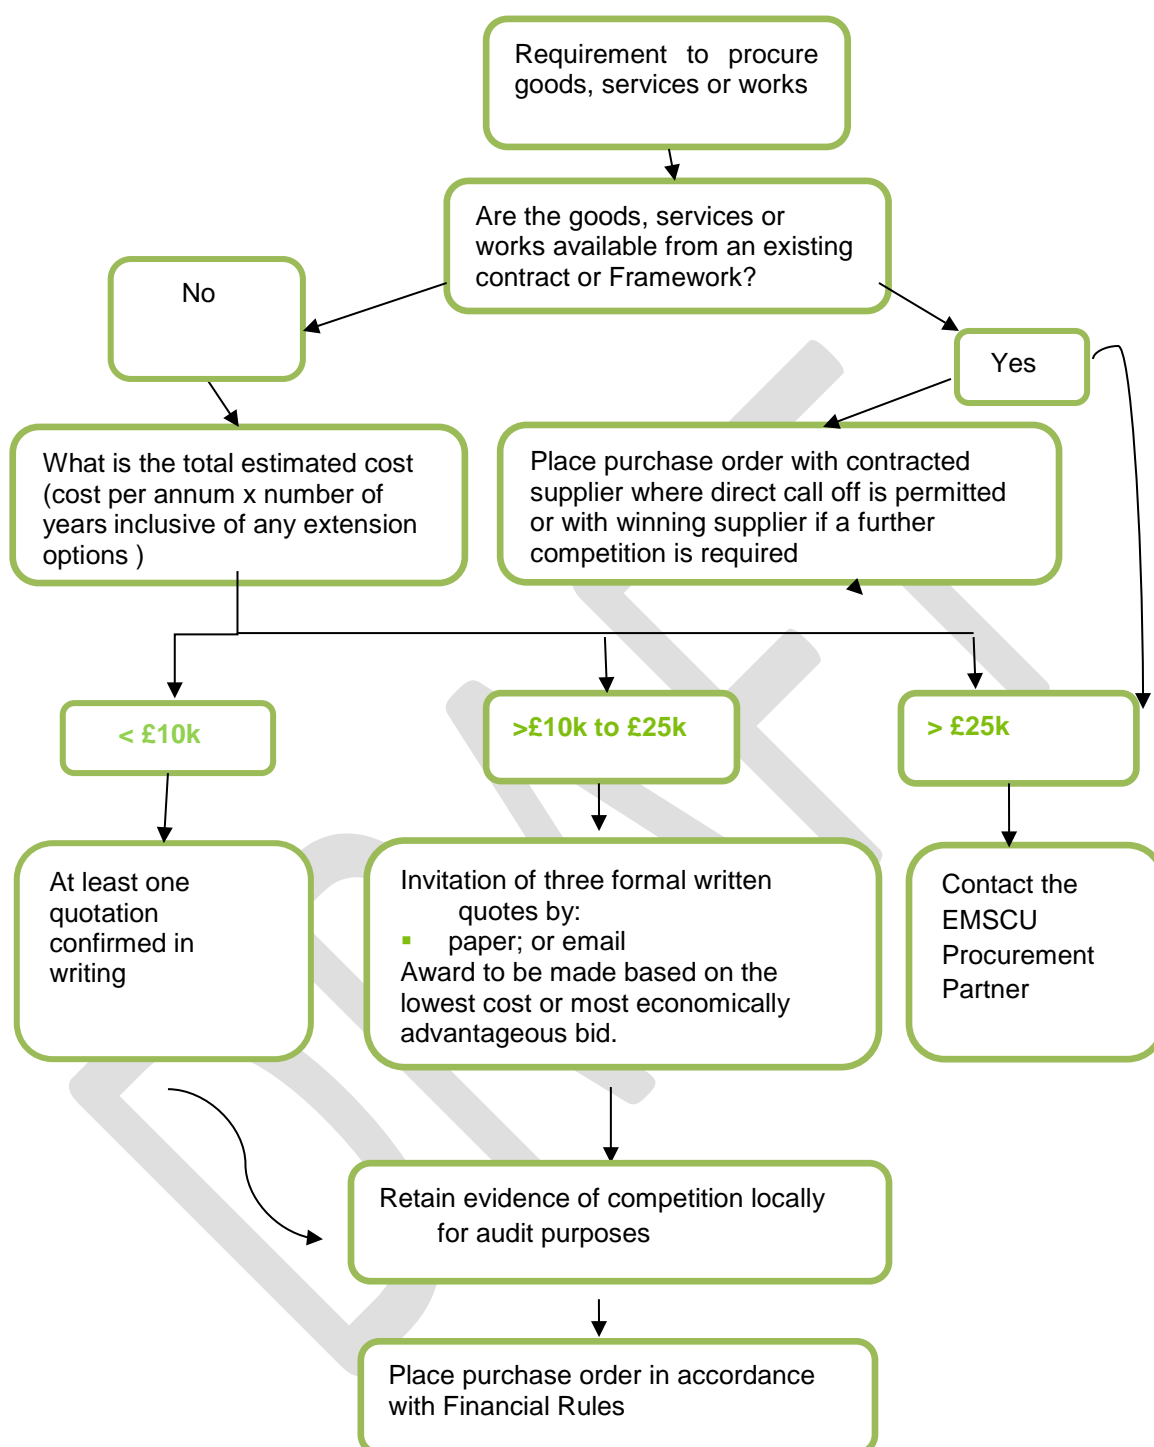 Requirement to procure
goods, services or works
Are the goods, services or
works available from an existing
contract or Framework?
No
Yes
What is the total estimated cost
(cost per annum x number of
years inclusive of any extension
options )
Place purchase order with contracted
supplier where direct call off is permitted
or with winning supplier if a further
competition is required
< £10k
>£10k to £25k
> £25k
At least one
quotation
confirmed in
writing
Invitation of three formal written
quotes by:
▪ paper; or email
Award to be made based on the
lowest cost or most economically
advantageous bid.
Contact the
EMSCU
Procurement
Partner
Retain evidence of competition locally
for audit purposes
Place purchase order in accordance
with Financial Rules
DRAFT